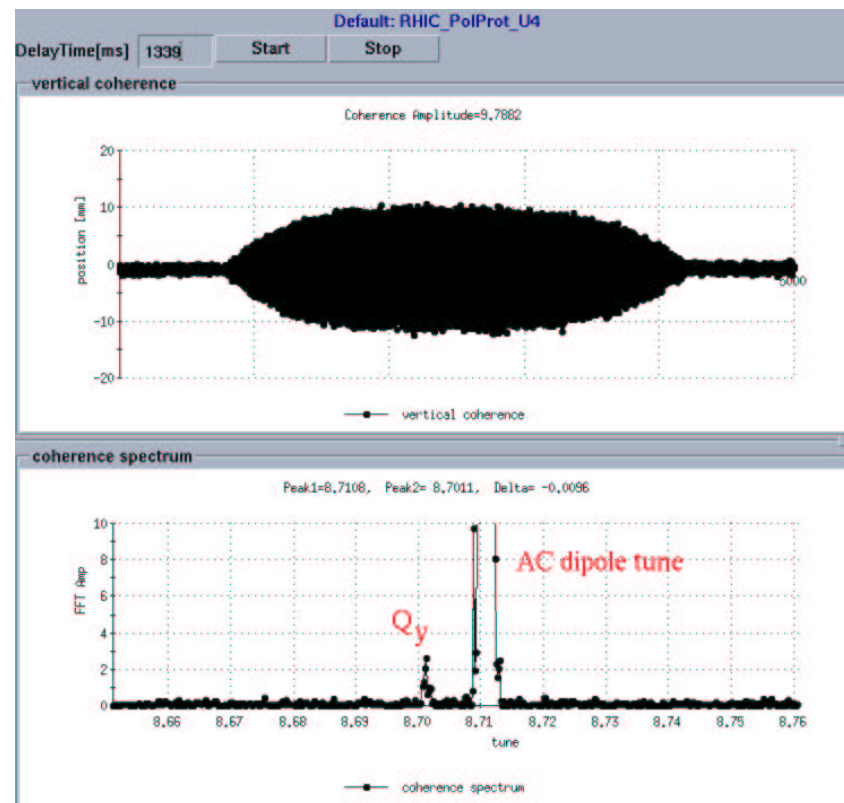 Default: RHIC_PolProt_U4
DelayTime[ms] 1339 Start Stop
vertical coherence
Coherence Amplitude=9.7882
20
10
0
-10
-20
position [mm]
5000
vertical coherence
coherence spectrum
Peak1=8.7108, Peak2= 8.7011, Delta= -0.0096
10
8
6
4
2
0
FFT Amp
AC dipole tune
Qy
8.66 8.67 8.68 8.69 8.70 8.71 8.72 8.73 8.74 8.75 8.76
tune
coherence spectrum